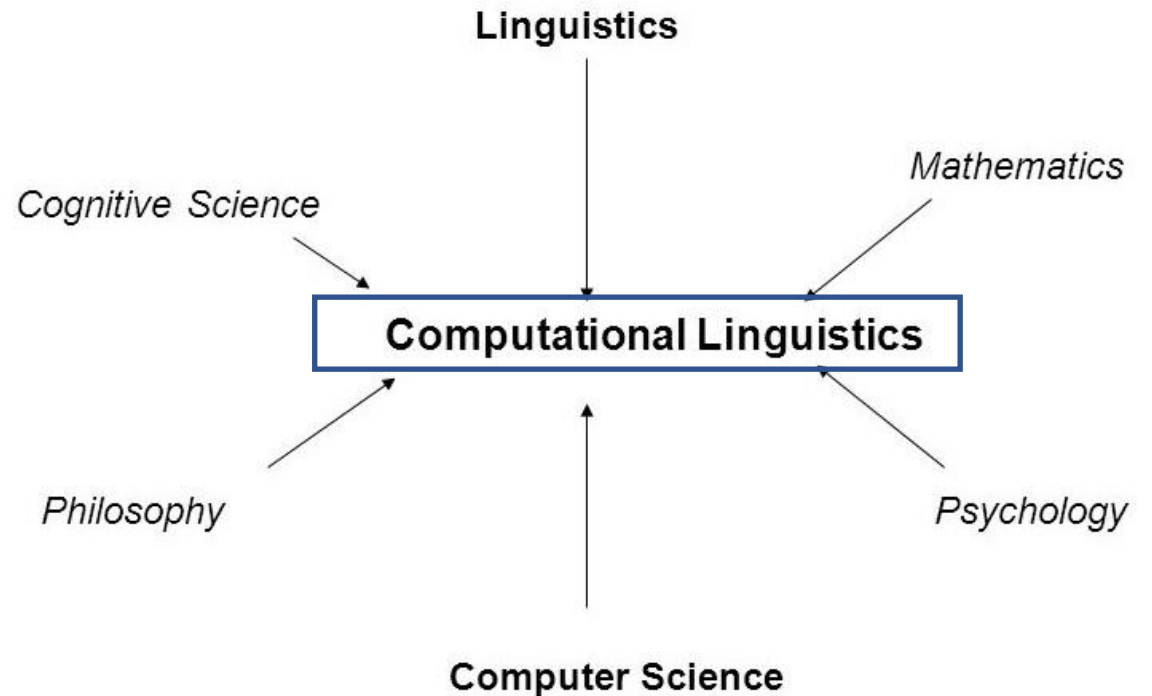 Linguistics
Mathematics
Cognitive Science
Computational Linguistics
Philosophy
Psychology
Computer Science